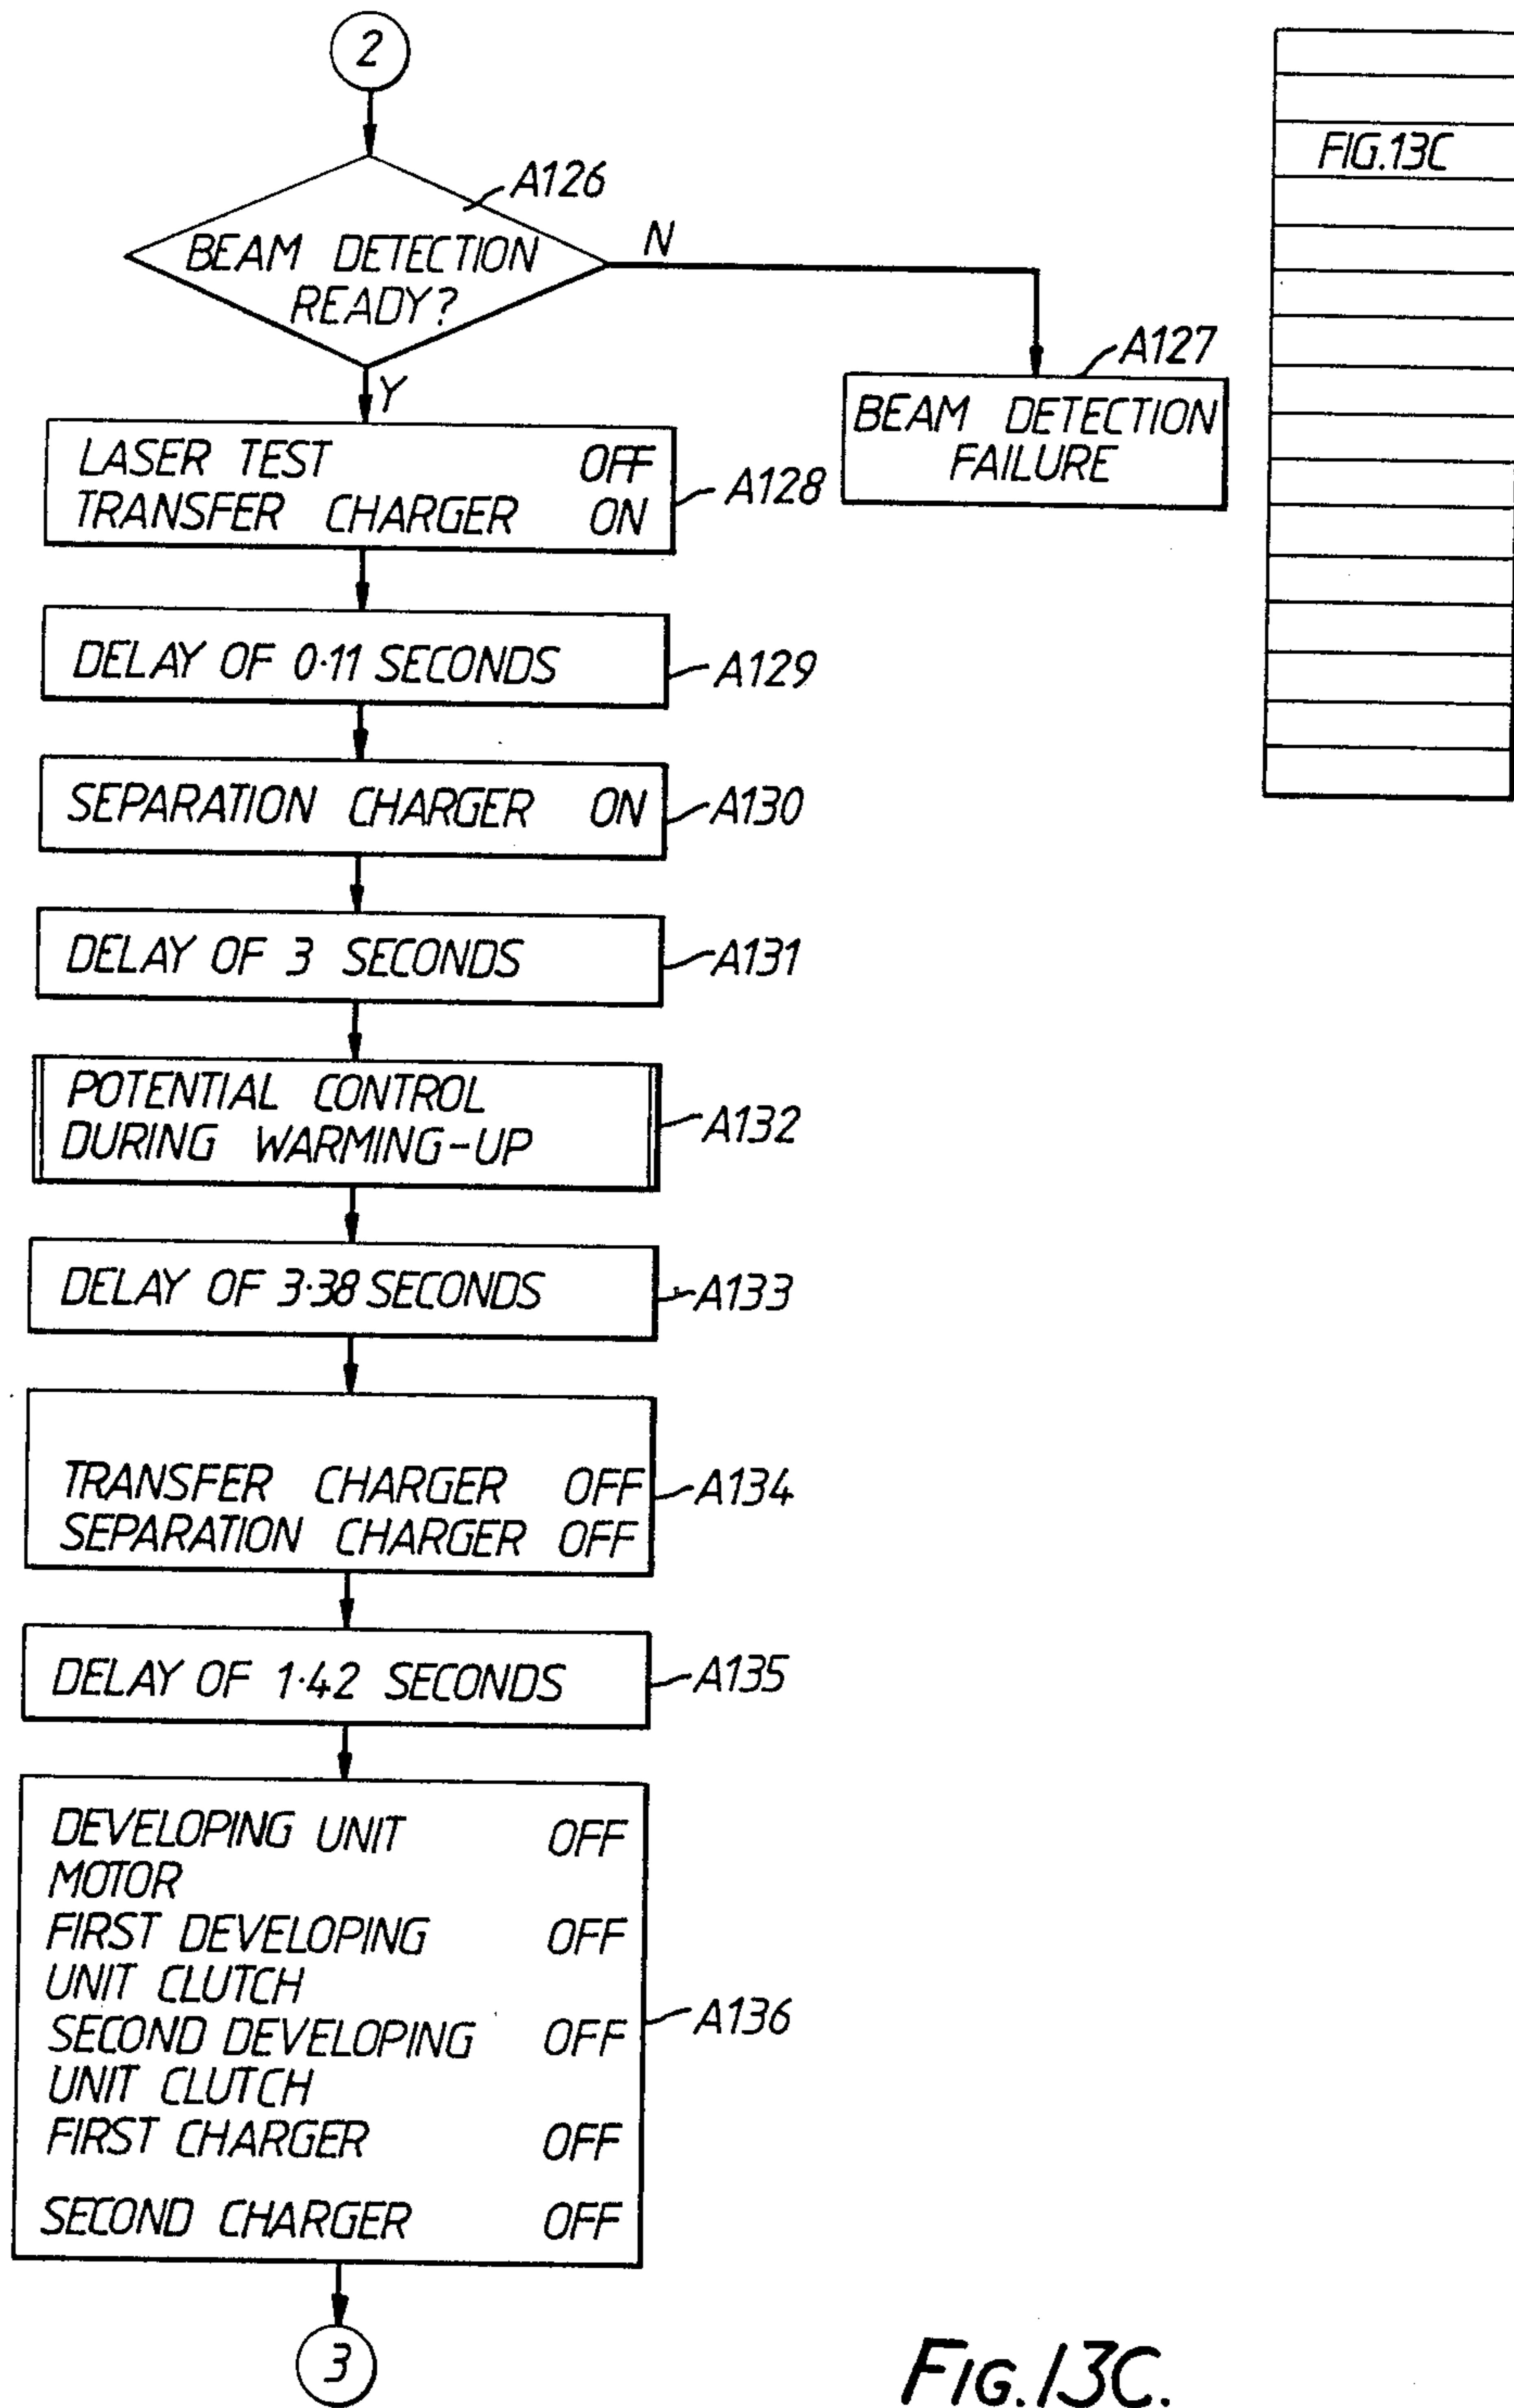 2
A126
BEAM DETECTION
READY?
N
Y
A127
BEAM DETECTION
FAILURE
FIG.13C
LASER TEST OFF
TRANSFER CHARGER ON
A128
DELAY OF 0·11 SECONDS
A129
SEPARATION CHARGER ON
A130
DELAY OF 3 SECONDS
A131
POTENTIAL CONTROL
DURING WARMING-UP
A132
DELAY OF 3·38 SECONDS
A133
TRANSFER CHARGER OFF
SEPARATION CHARGER OFF
A134
DELAY OF 1·42 SECONDS
A135
DEVELOPING UNIT OFF
MOTOR
FIRST DEVELOPING OFF
UNIT CLUTCH
SECOND DEVELOPING OFF
UNIT CLUTCH
FIRST CHARGER OFF
SECOND CHARGER OFF
A136
3
FIG.13C.